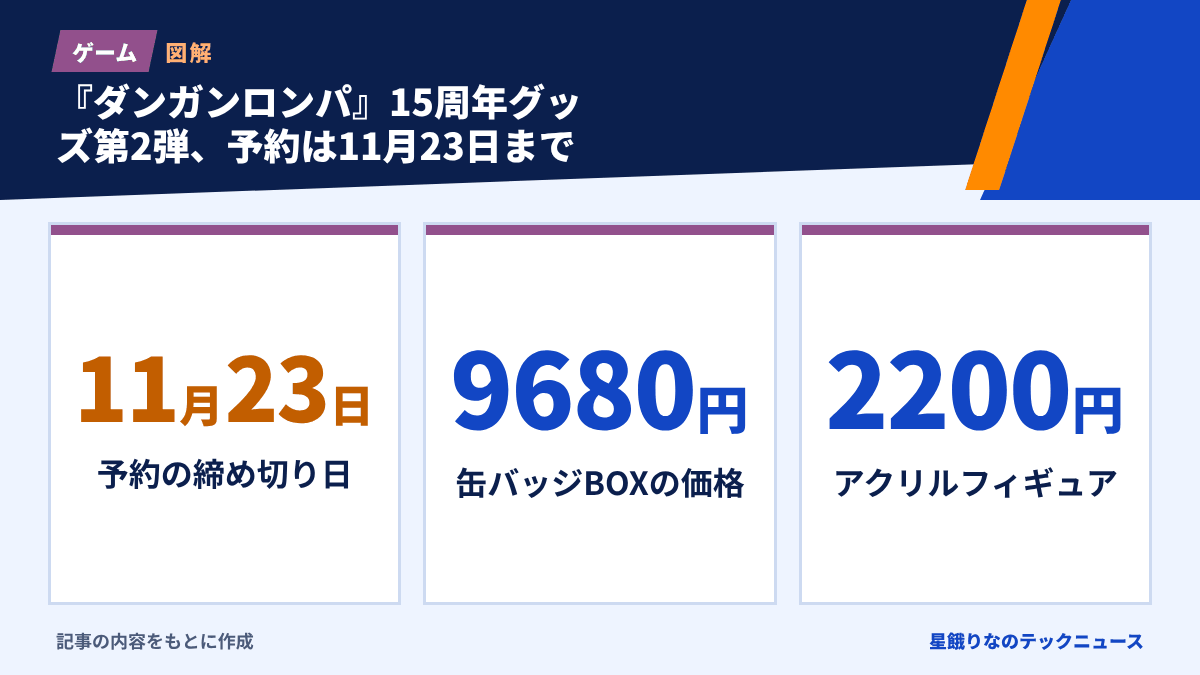 ゲーム 図解
『ダンガンロンパ』15周年グッ
ズ第2弾、予約は11月23日まで
11月23日
予約の締め切り日
9680円
缶バッジBOXの価格
2200円
アクリルフィギュア
記事の内容をもとに作成
星餓りなのテックニュース